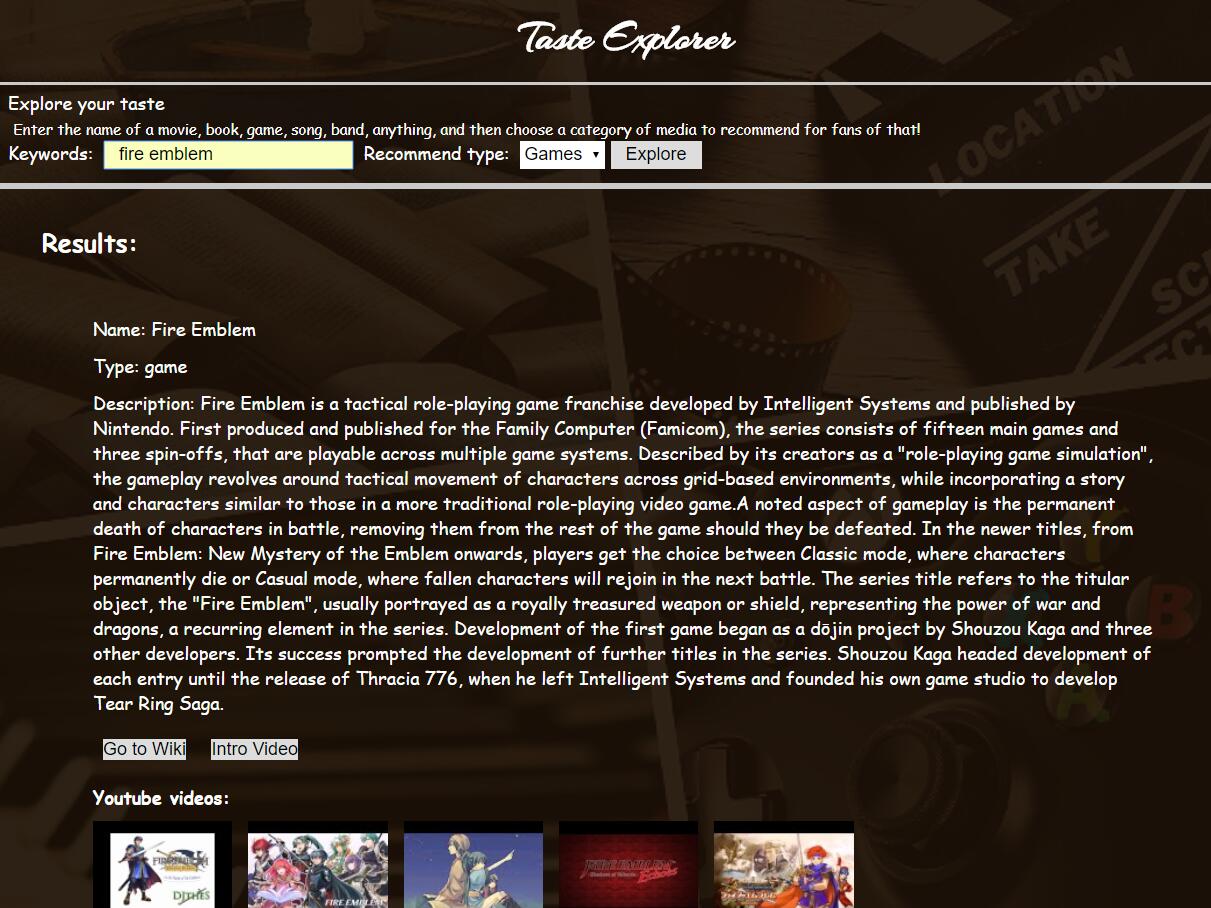 Taste Explorer
LOCATION
Explore your taste
Enter the name of a movie, book, game, song, band, anything, and then choose a category of media to recommend for fans of that!
Keywords: fire emblem Recommend type: Games Explore
TAKE
Results:
Name: Fire Emblem
Type: game
Description: Fire Emblem is a tactical role-playing game franchise developed by Intelligent Systems and published by
Nintendo. First produced and published for the Family Computer (Famicom), the series consists of fifteen main games and
three spin-offs, that are playable across multiple game systems. Described by its creators as a "role-playing game simulation",
the gameplay revolves around tactical movement of characters across grid-based environments, while incorporating a story
and characters similar to those in a more traditional role-playing video game.A noted aspect of gameplay is the permanent
death of characters in battle, removing them from the rest of the game should they be defeated. In the newer titles, from
Fire Emblem: New Mystery of the Emblem onwards, players get the choice between Classic mode, where characters
permanently die or Casual mode, where fallen characters will rejoin in the next battle. The series title refers to the titular
object, the "Fire Emblem", usually portrayed as a royally treasured weapon or shield, representing the power of war and
dragons, a recurring element in the series. Development of the first game began as a dōjin project by Shouzou Kaga and three
other developers. Its success prompted the development of further titles in the series. Shouzou Kaga headed development of
each entry until the release of Thracia 776, when he left Intelligent Systems and founded his own game studio to develop
Tear Ring Saga.
Y
B
A
Go to Wiki Intro Video
Youtube videos:
FIRE EMBLEM
DJTHES
FIRE EMBLEM
FIRE EMBLEM
Echoes